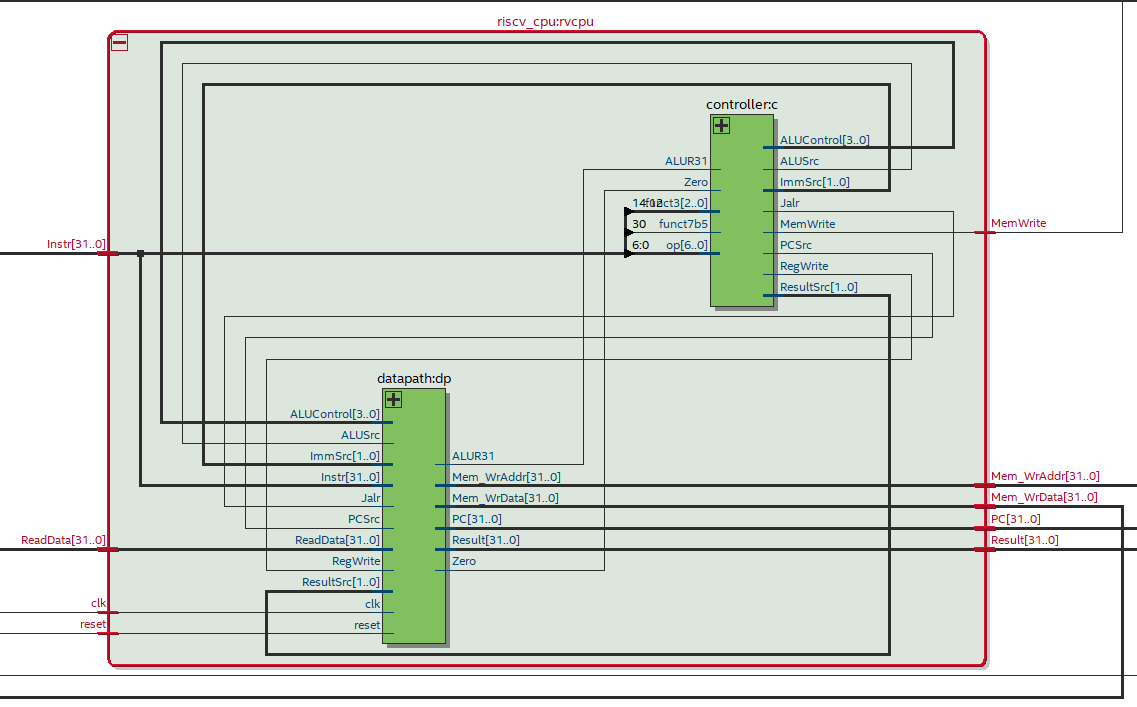 riscv_cpu:rvcpu
controller:c
ALUControl[3..0]
ALUR31
ALUSrc
Zero
ImmSrc[1..0]
14:12
funct3[2..0]
Jalr
30
funct7b5
MemWrite
MemWrite
Instr[31..0]
6:0
op[6..0]
PCSrc
RegWrite
ResultSrc[1..0]
datapath:dp
ALUControl[3..0]
ALUSrc
ImmSrc[1..0]
ALUR31
Instr[31..0]
Mem_WrAddr[31..0]
Mem_WrAddr[31..0]
Jalr
Mem_WrData[31..0]
Mem_WrData[31..0]
PCSrc
PC[31..0]
PC[31..0]
ReadData[31..0]
ReadData[31..0]
Result[31..0]
Result[31..0]
RegWrite
Zero
ResultSrc[1..0]
clk
clk
reset
reset